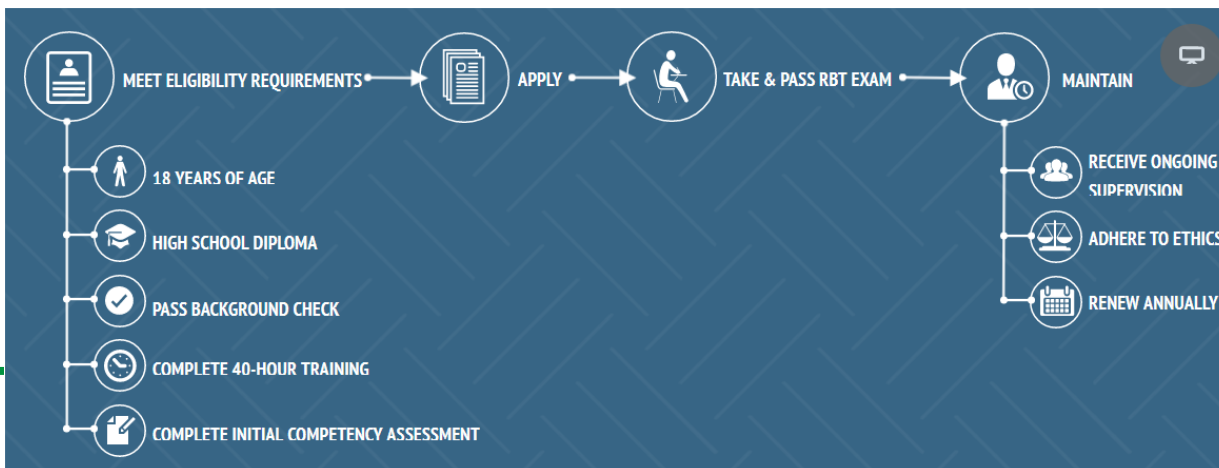 MEET ELIGIBILITY REQUIREMENTS
APPLY
TAKE & PASS RBT EXAM
MAINTAIN
18 YEARS OF AGE
HIGH SCHOOL DIPLOMA
PASS BACKGROUND CHECK
COMPLETE 40-HOUR TRAINING
COMPLETE INITIAL COMPETENCY ASSESSMENT
RECEIVE ONGOING
SUPERVISION
ADHERE TO ETHICS
RENEW ANNUALLY